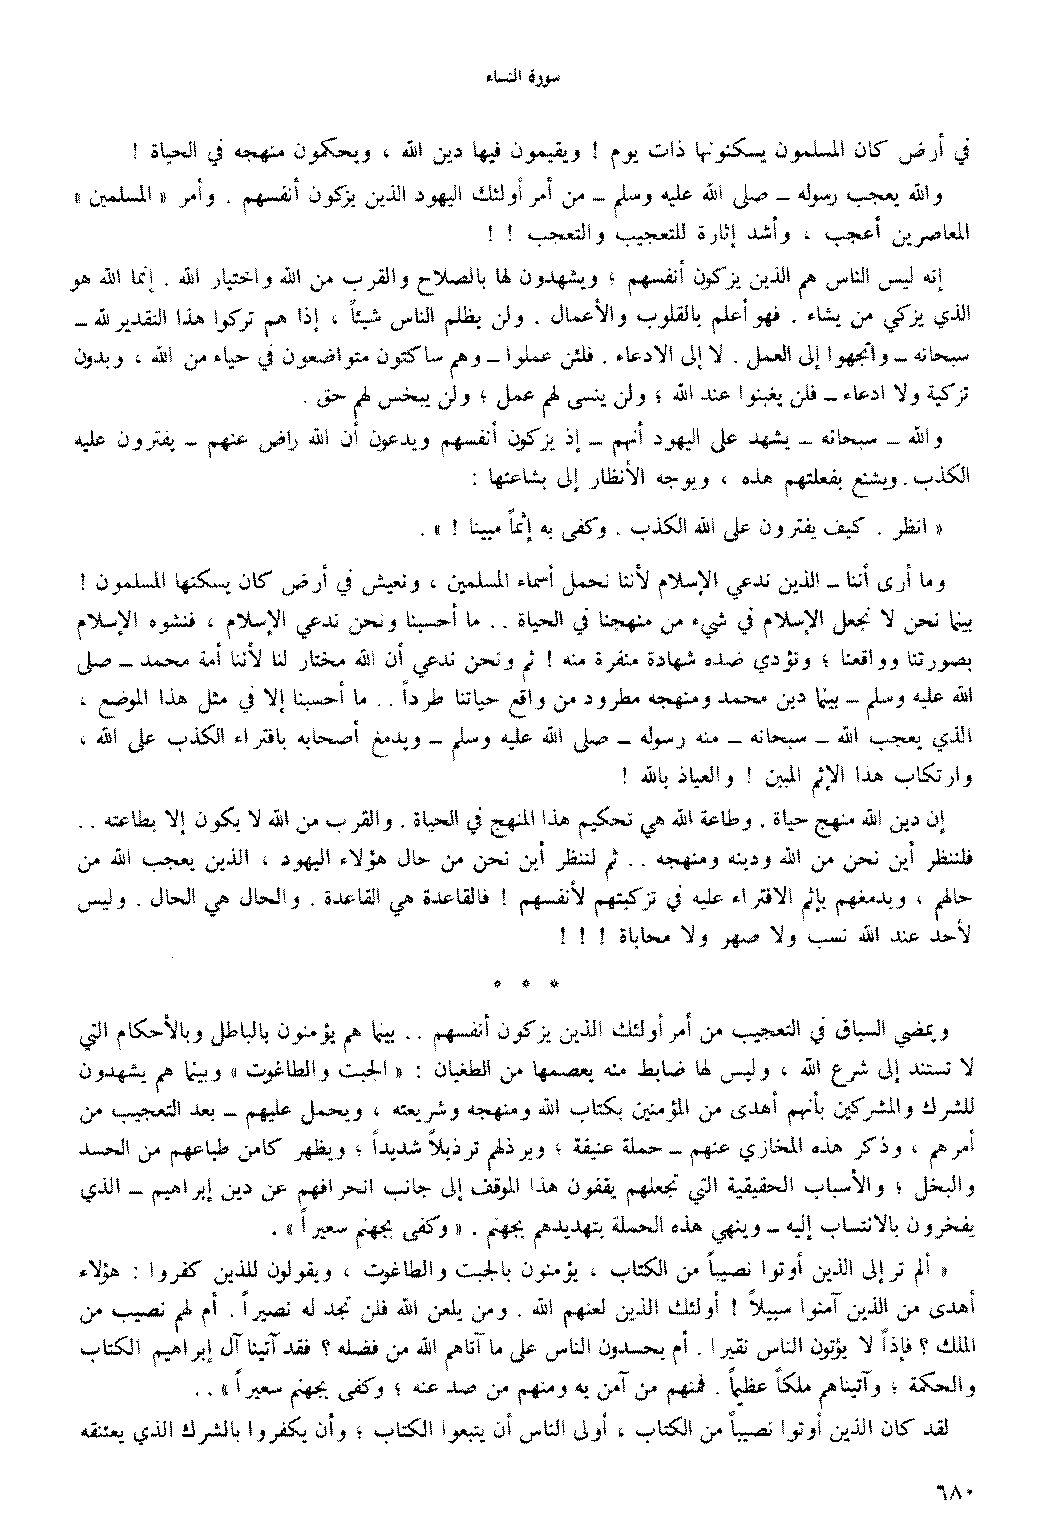 سورة النساء
في أرض كان المسلمون يسكنونها ذات يوم ! ويقيمون فيها دين الله ، ويحكمون منهجه في الحياة !
والله يعجب رسوله – صلى الله عليه وسلم – من أمر أولئك اليهود الذين يزكون أنفسهم . وأمر « المسلمين »
المعاصرين أعجب ، وأشد إثارة للتعجيب والتعجب ! !
إنه ليس الناس هم الذين يزكون أنفسهم ؛ ويشهدون لها بالصلاح والقرب من الله واختيار الله . إنما الله هو
الذي يزكي من يشاء . فهو أعلم بالقلوب والأعمال . ولن يظلم الناس شيئاً ، إذا هم تركوا هذا التقدير لله –
سبحانه – واتجهوا إلى العمل . لا إلى الادعاء . فلئن عملوا – وهم ساكتون متواضعون في حياء من الله ، وبدون
تزكية ولا ادعاء – فلن يغبنوا عند الله ؛ ولن ينسى لهم عمل ؛ ولن يبخس لهم حق .
والله – سبحانه – يشهد على اليهود أنهم – إذ يزكون أنفسهم ويدعون أن الله راض عنهم – يفترون عليه
الكذب . ويشنع بفعلتهم هذه ، ويوجه الأنظار إلى بشاعتها :
« انظر . كيف يفترون على الله الكذب . وكفى به إثماً مبينا ! » .
وما أرى أننا – الذين ندعي الإسلام لأننا نحمل أسماء المسلمين ، ونعيش في أرض كان يسكنها المسلمون !
بينما نحن لا نجعل الإسلام في شيء من منهجنا في الحياة . . ما أحسبنا ونحن ندعي الإسلام ، فنشوه الإسلام
بصورتنا وواقعنا ؛ ونؤدي ضده شهادة منفرة منه ! ثم ونحن ندعي أن الله مختار لنا لأننا أمة محمد – صلى
الله عليه وسلم – بينما دين محمد ومنهجه مطرود من واقع حياتنا طرداً . . ما أحسبنا إلا في مثل هذا الموضع ،
الذي يعجب الله – سبحانه – منه رسوله – صلى الله عليه وسلم – ويدمغ أصحابه بافتراء الكذب على الله ،
وارتكاب هذا الإثم المبين ! والعياذ بالله !
إن دين الله منهج حياة . وطاعة الله هي تحكيم هذا المنهج في الحياة . والقرب من الله لا يكون إلا بطاعته . .
فلننظر أين نحن من الله ودينه ومنهجه . . ثم لننظر أين نحن من حال هؤلاء اليهود ، الذين يعجب الله من
حالهم ، ويدمغهم بإثم الافتراء عليه في تزكيتهم لأنفسهم ! فالقاعدة هي القاعدة . والحال هي الحال . وليس
لأحد عند الله نسب ولا صهر ولا محاباة ! ! !
* * *
ويمضي السياق في التعجيب من أمر أولئك الذين يزكون أنفسهم . . بينما هم يؤمنون بالباطل وبالأحكام التي
لا تستند إلى شرع الله ، وليس لها ضابط منه يعصمها من الطغيان : « الجبت والطاغوت » وبينما هم يشهدون
للشرك والمشركين بأنهم أهدى من المؤمنين بكتاب الله ومنهجه وشريعته ، ويحمل عليهم – بعد التعجيب من
أمرهم ، وذكر هذه المخازي عنهم – حملة عنيفة ؛ ويرذلهم ترذيلاً شديداً ؛ ويظهر كامن طباعهم من الحسد
والبخل ؛ والأسباب الحقيقية التي تجعلهم يقفون هذا الموقف إلى جانب انحرافهم عن دين إبراهيم – الذي
يفخرون بالانتساب إليه – وينهي هذه الحملة بتهديدهم بجهنم . « وكفى بجهنم سعيراً » .
« ألم تر إلى الذين أوتوا نصيباً من الكتاب ، يؤمنون بالجبت والطاغوت ، ويقولون للذين كفروا : هؤلاء
أهدى من الذين آمنوا سبيلاً ! أولئك الذين لعنهم الله . ومن يلعن الله فلن تجد له نصيراً . أم لهم نصيب من
الملك ؟ فإذاً لا يؤتون الناس نقيرا . أم يحسدون الناس على ما آتاهم الله من فضله ؟ فقد آتينا آل إبراهيم الكتاب
والحكمة ؛ وآتيناهم ملكاً عظيماً . فمنهم من آمن به ومنهم من صد عنه ؛ وكفى بجهنم سعيراً » . .
لقد كان الذين أوتوا نصيباً من الكتاب ، أولى الناس أن يتبعوا الكتاب ؛ وأن يكفروا بالشرك الذي يعتنقه
٦٨٠